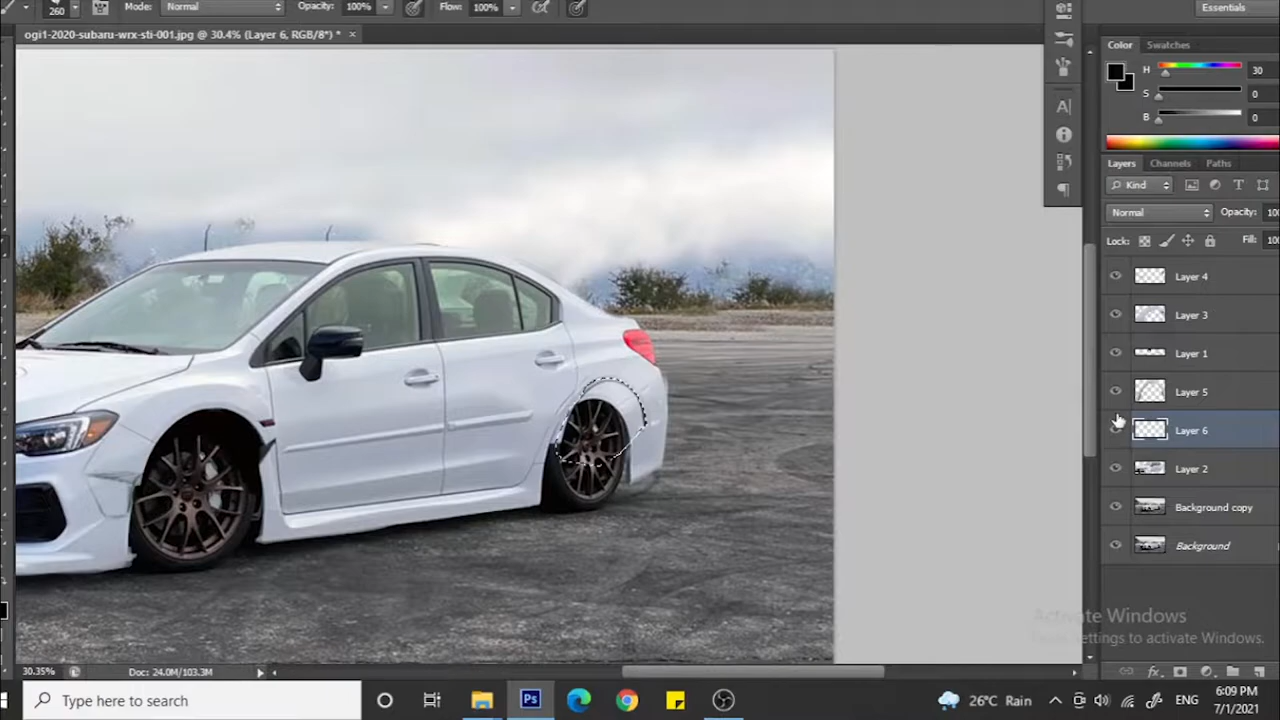 260 Mode: Normal Opacity: 100% Flow: 100% Essentials
ogi1-2020-subaru-wrx-sti-001.jpg @ 30.4% (Layer 6, RGB/8*) * ×
Color Swatches
H 30
S 0
B 0
Layers Channels Paths
Kind
Normal Opacity: 100
Lock: Fill: 100
Layer 4
Layer 3
Layer 1
Layer 5
Layer 6
Layer 2
Background copy
Background
Activate Windows
settings to activate Windows.
30.35% Doc: 24.0M/103.3M
Type here to search
26°C Rain
ENG
6:09 PM
7/1/2021